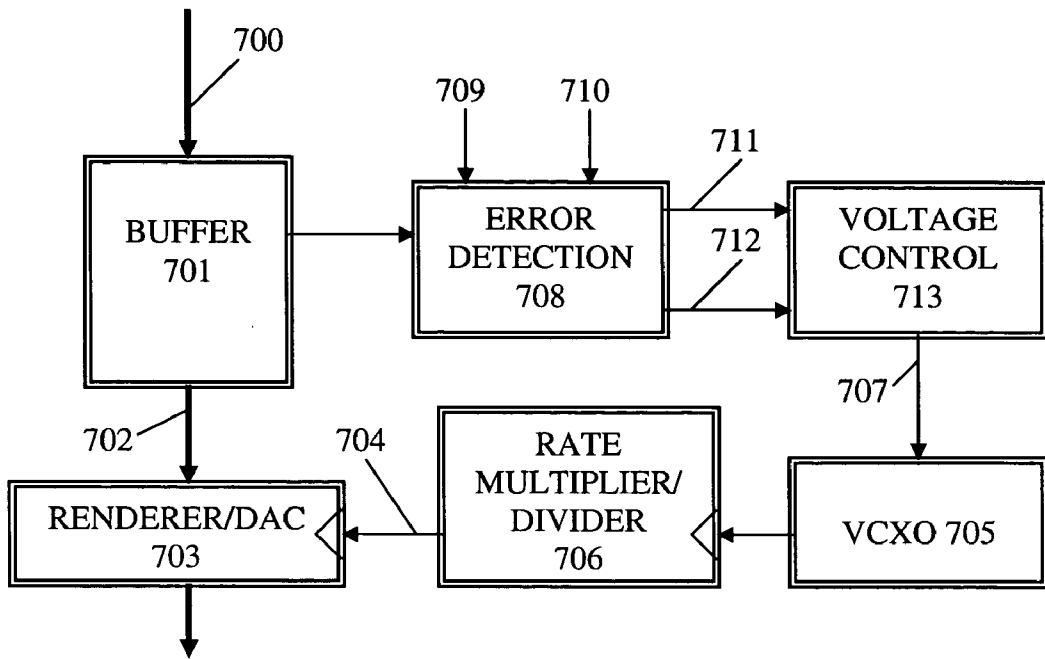 700
709
710
711
BUFFER
701
ERROR
DETECTION
708
712
VOLTAGE
CONTROL
713
707
702
704
RATE
MULTIPLIER/
DIVIDER
706
RENDERER/DAC
703
VCXO 705